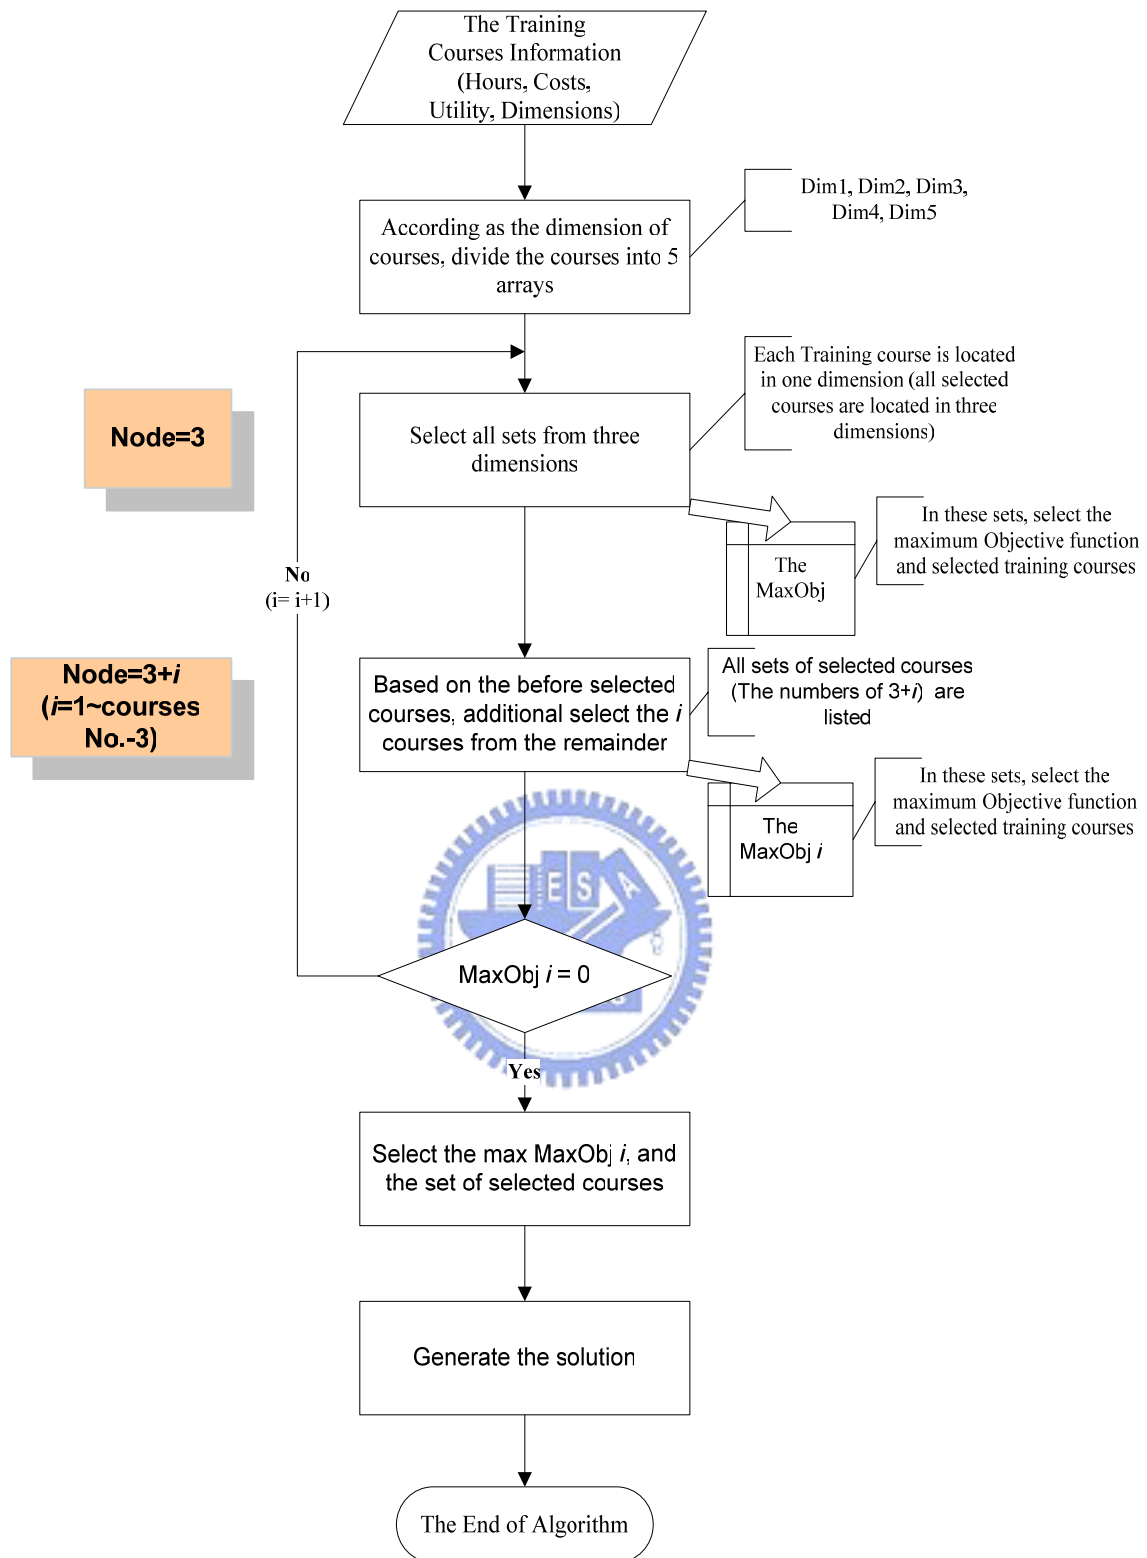 The Training
Courses Information
(Hours, Costs,
Utility, Dimensions)
According as the dimension of
courses, divide the courses into 5
arrays
Dim1, Dim2, Dim3,
Dim4, Dim5
Node=3
Select all sets from three
dimensions
Each Training course is located
in one dimension (all selected
courses are located in three
dimensions)
The
MaxObj
In these sets, select the
maximum Objective function
and selected training courses
No
(i= i+1)
Node=3+i
(i=1~courses
No.-3)
Based on the before selected
courses, additional select the i
courses from the remainder
All sets of selected courses
(The numbers of 3+i) are
listed
The
MaxObj i
In these sets, select the
maximum Objective function
and selected training courses
E S A
MaxObj i = 0
Yes
Select the max MaxObj i, and
the set of selected courses
Generate the solution
The End of Algorithm